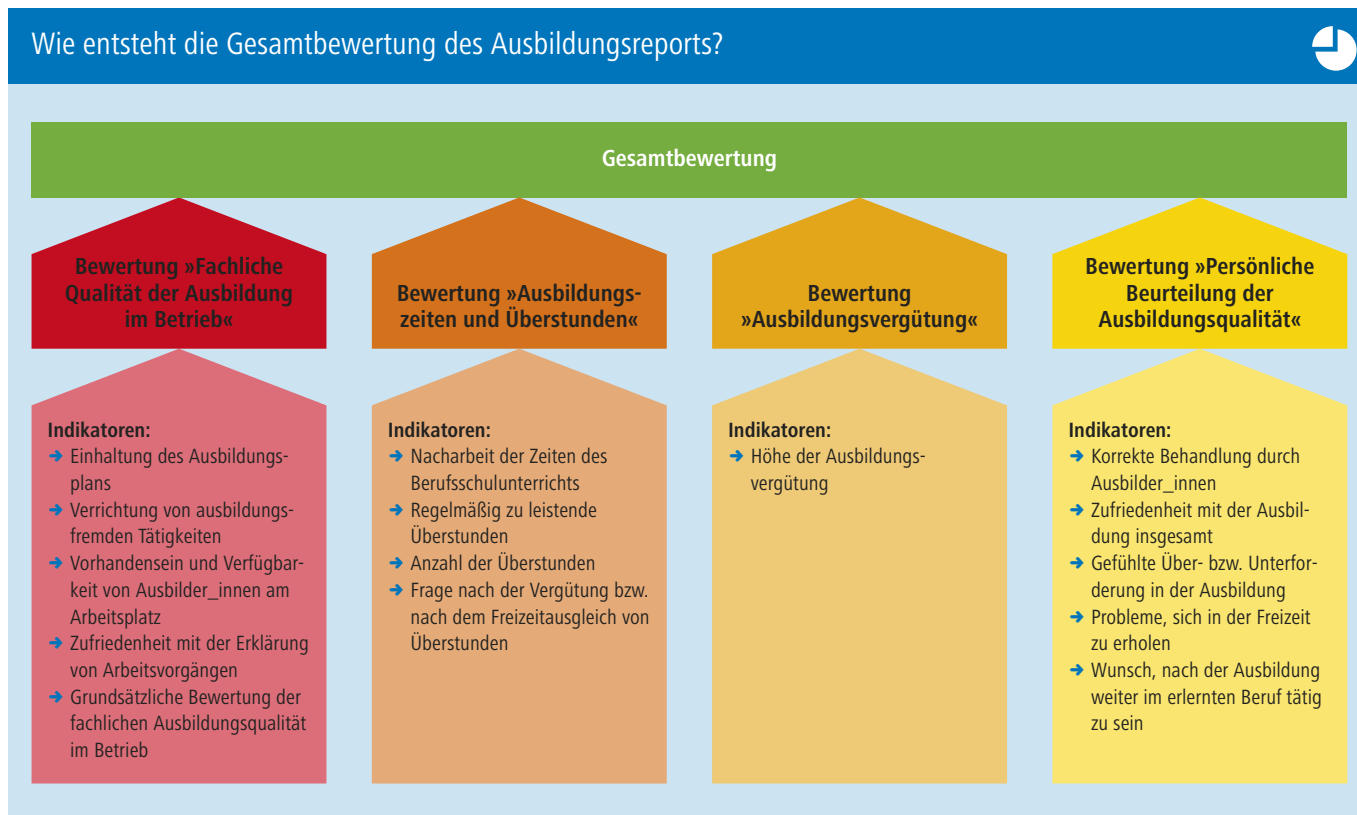 Wie entsteht die Gesamtbewertung des Ausbildungsreports?
Gesamtbewertung
Bewertung »Fachliche
Qualität der Ausbildung
im Betrieb«
Indikatoren:
➔ Einhaltung des Ausbildungs-
plans
➔ Verrichtung von ausbildungs-
fremden Tätigkeiten
➔ Vorhandensein und Verfügbar-
keit von Ausbilder_innen am
Arbeitsplatz
➔ Zufriedenheit mit der Erklärung
von Arbeitsvorgängen
➔ Grundsätzliche Bewertung der
fachlichen Ausbildungsqualität
im Betrieb
Bewertung »Ausbildungs-
zeiten und Überstunden«
Indikatoren:
➔ Nacharbeit der Zeiten des
Berufsschulunterrichts
➔ Regelmäßig zu leistende
Überstunden
➔ Anzahl der Überstunden
➔ Frage nach der Vergütung bzw.
nach dem Freizeitausgleich von
Überstunden
Bewertung
»Ausbildungsvergütung«
Indikatoren:
➔ Höhe der Ausbildungs-
vergütung
Bewertung »Persönliche
Beurteilung der
Ausbildungsqualität«
Indikatoren:
➔ Korrekte Behandlung durch
Ausbilder_innen
➔ Zufriedenheit mit der Ausbil-
dung insgesamt
➔ Gefühlte Über- bzw. Unterfor-
derung in der Ausbildung
➔ Probleme, sich in der Freizeit
zu erholen
➔ Wunsch, nach der Ausbildung
weiter im erlernten Beruf tätig
zu sein